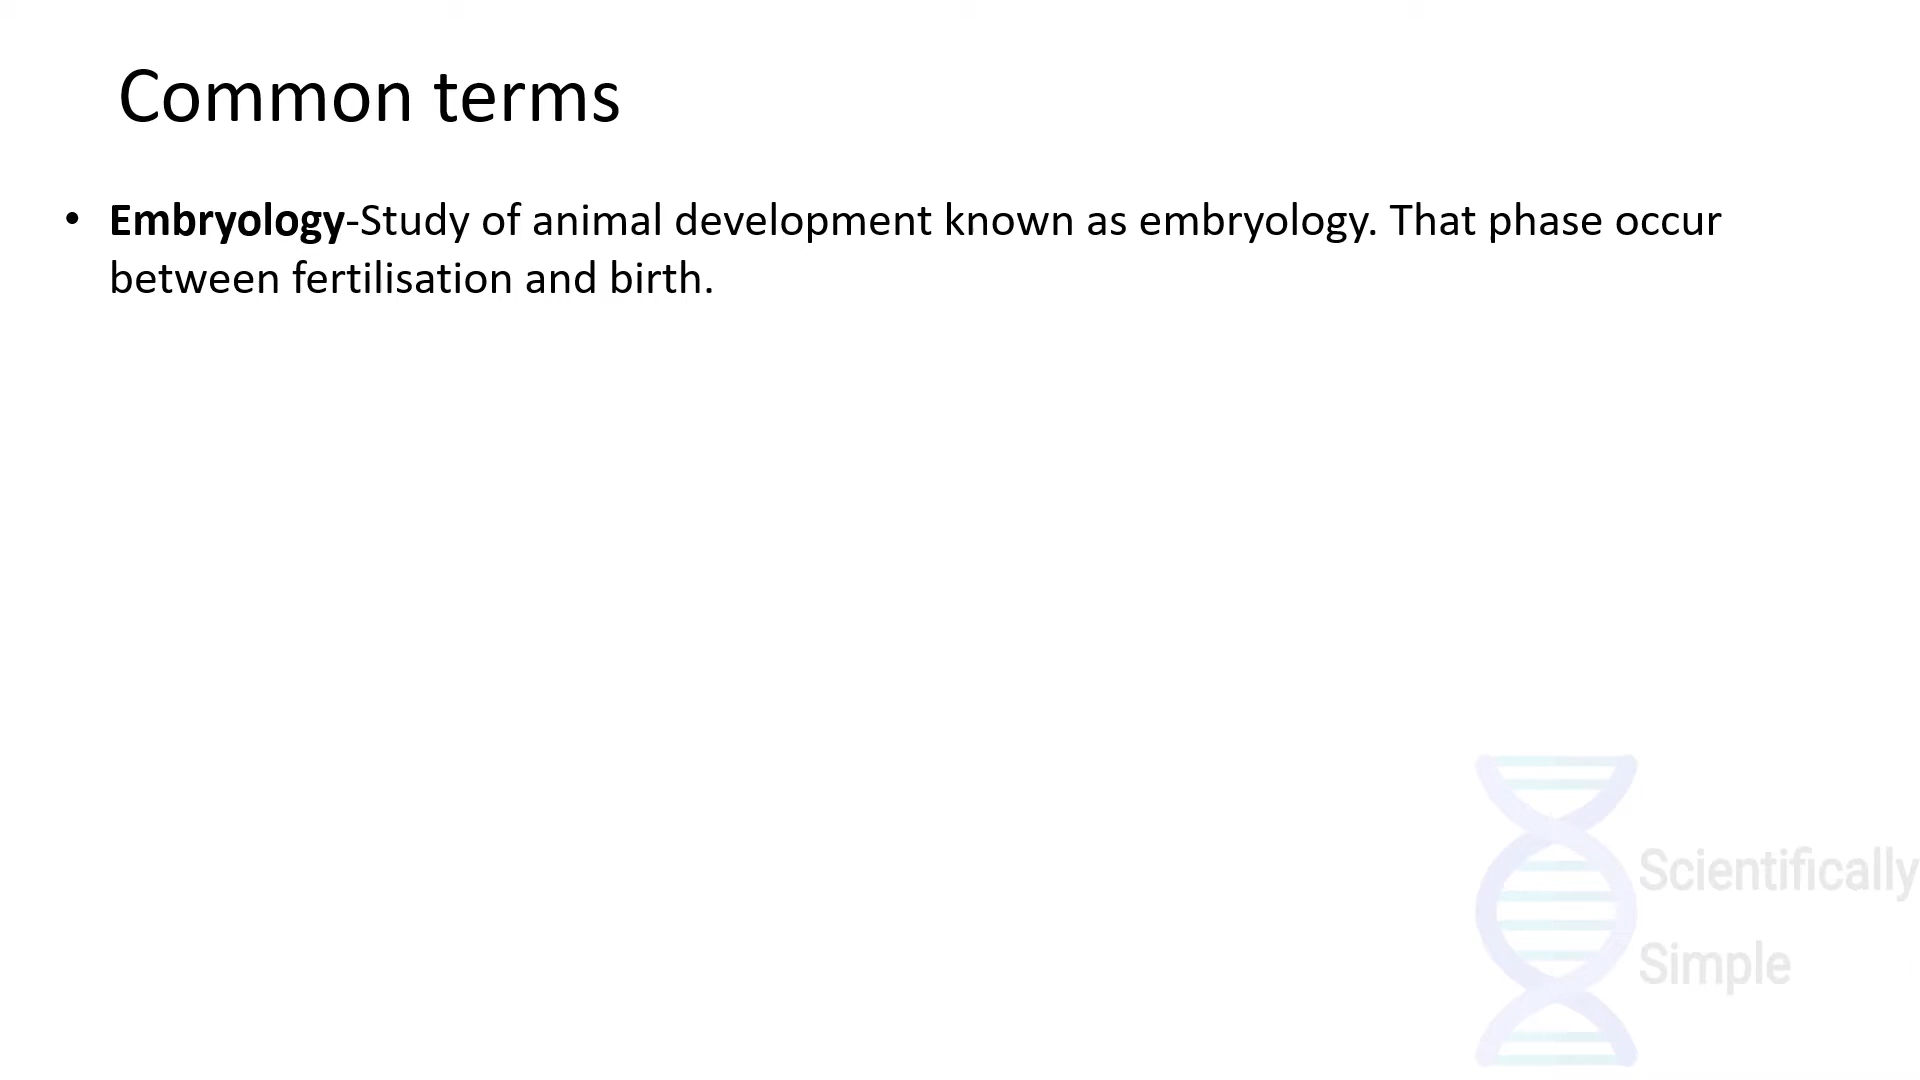 Common terms
• Embryology-Study of animal development known as embryology. That phase occur
between fertilisation and birth.
Scientifically
Simple